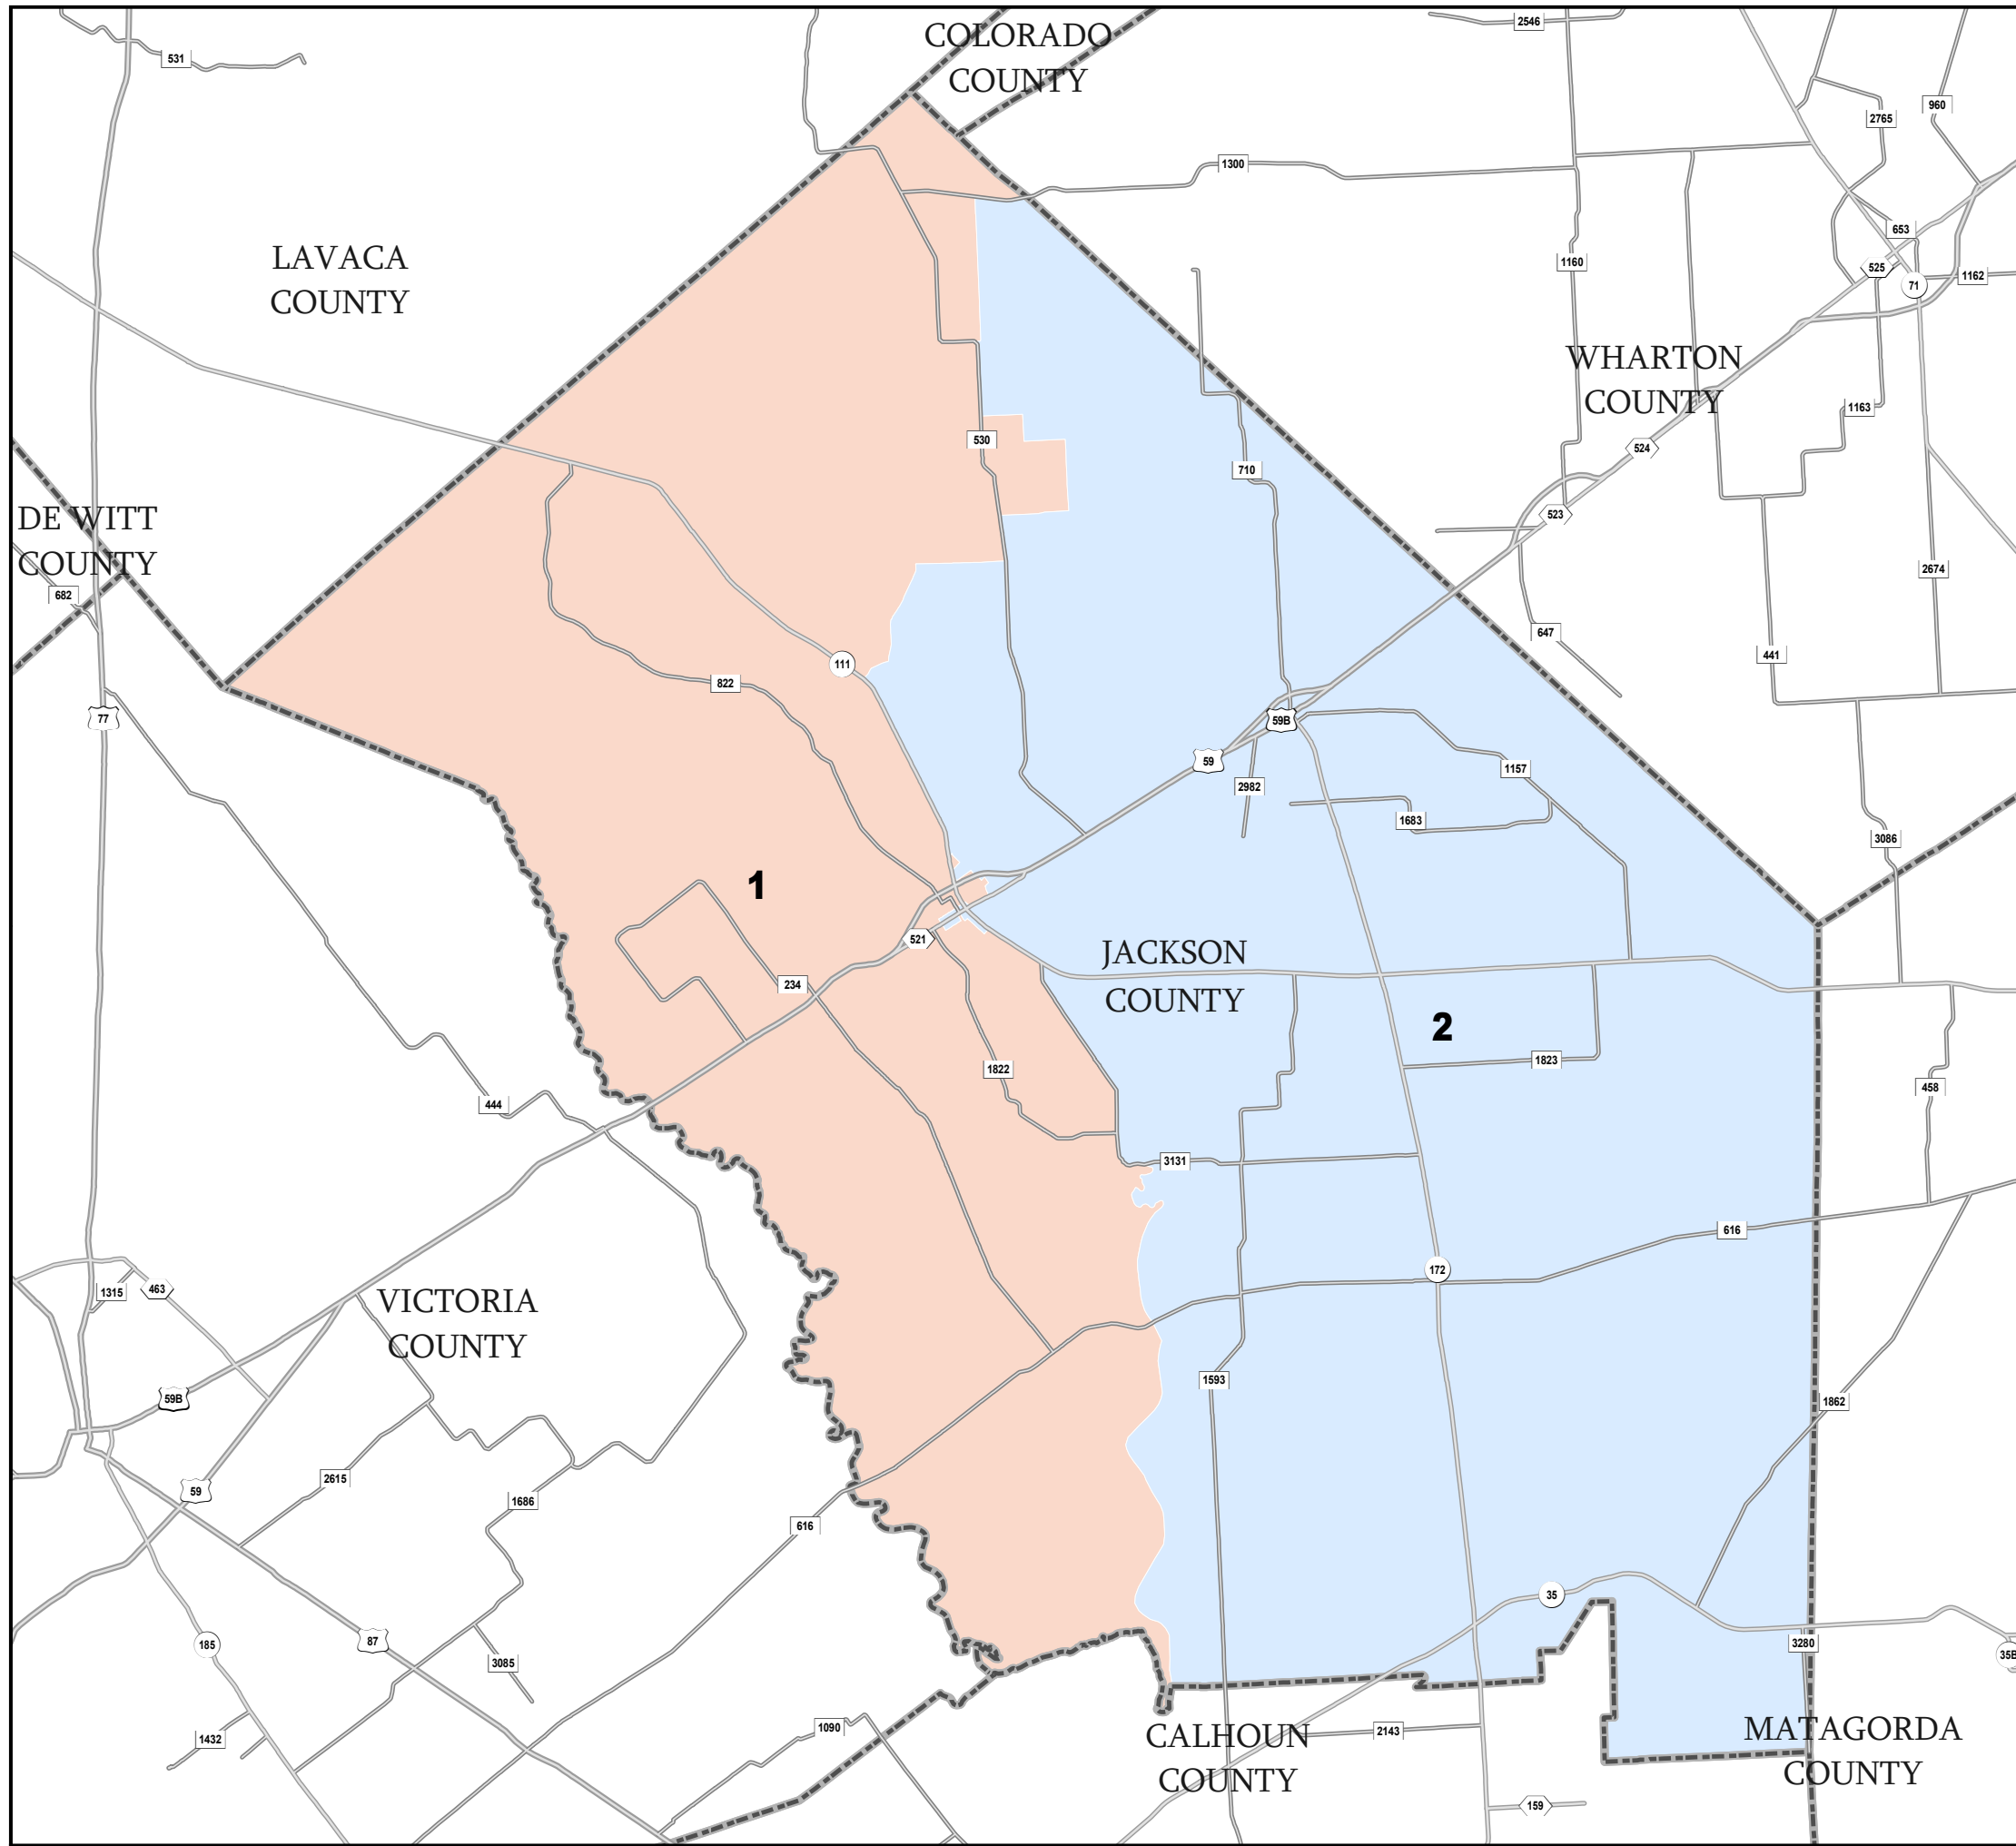 COLORADO
COUNTY
2546
531
960
2765
1300
653
LAVACA
COUNTY
1160
525
1162
71
WHARTON
COUNTY
1163
530
524
710
DE WITT
COUNTY
523
2674
682
647
441
111
822
77
59B
59
1157
2982
1683
3086
1
521
JACKSON
COUNTY
234
2
1822
1823
458
444
3131
616
172
1315
463
VICTORIA
COUNTY
1593
59B
1862
2615
59
1686
616
35
185
87
3280
35B
3085
1432
1090
CALHOUN
COUNTY
2143
MATAGORDA
COUNTY
159